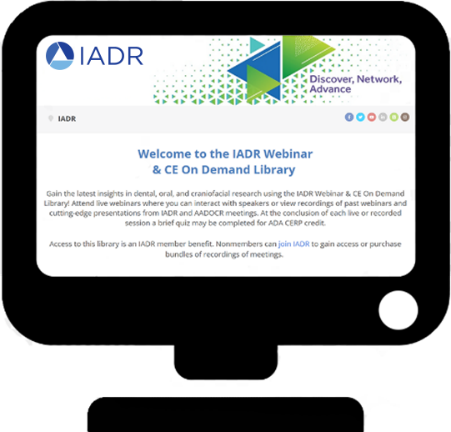 IADR
Discover, Network,
Advance
IADR
Welcome to the IADR Webinar
& CE On Demand Library
Gain the latest insights in dental, oral, and craniofacial research using the IADR Webinar & CE On Demand
Library! Attend live webinars where you can interact with speakers or view recordings of past webinars and
cutting-edge presentations from IADR and AADOCR meetings. At the conclusion of each live or recorded
session a brief quiz may be completed for ADA CERP credit.
Access to this library is an IADR member benefit. Nonmembers can join IADR to gain access or purchase
bundles of recordings of meetings.